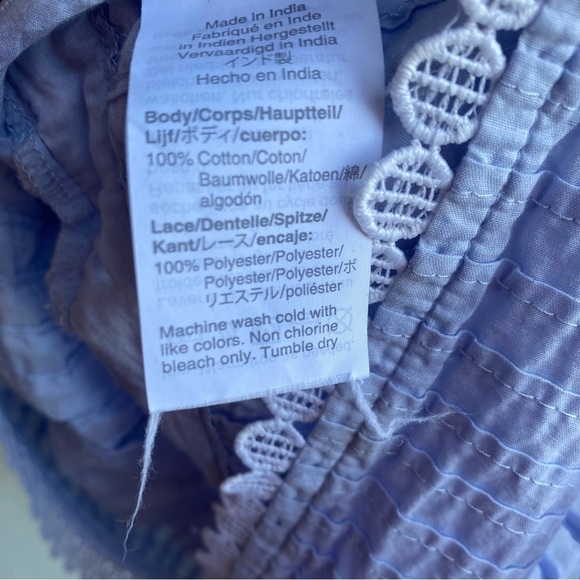 Made in India
Fabriqué en Inde
in Indien Hergestellt
Vervaardigd in India
インド製
Hecho en India
Body/Corps/Hauptteil/
Lijf/ボディ/cuerpo:
100% Cotton/Coton/
Baumwolle/Katoen/綿/
algodón
Lace/Dentelle/Spitze/
Kant/レース/encaje:
100% Polyester/Polyester/
Polyester/Polyester/ポ
リエステル/poliéster
Machine wash cold with
like colors. Non chlorine
bleach only. Tumble dry